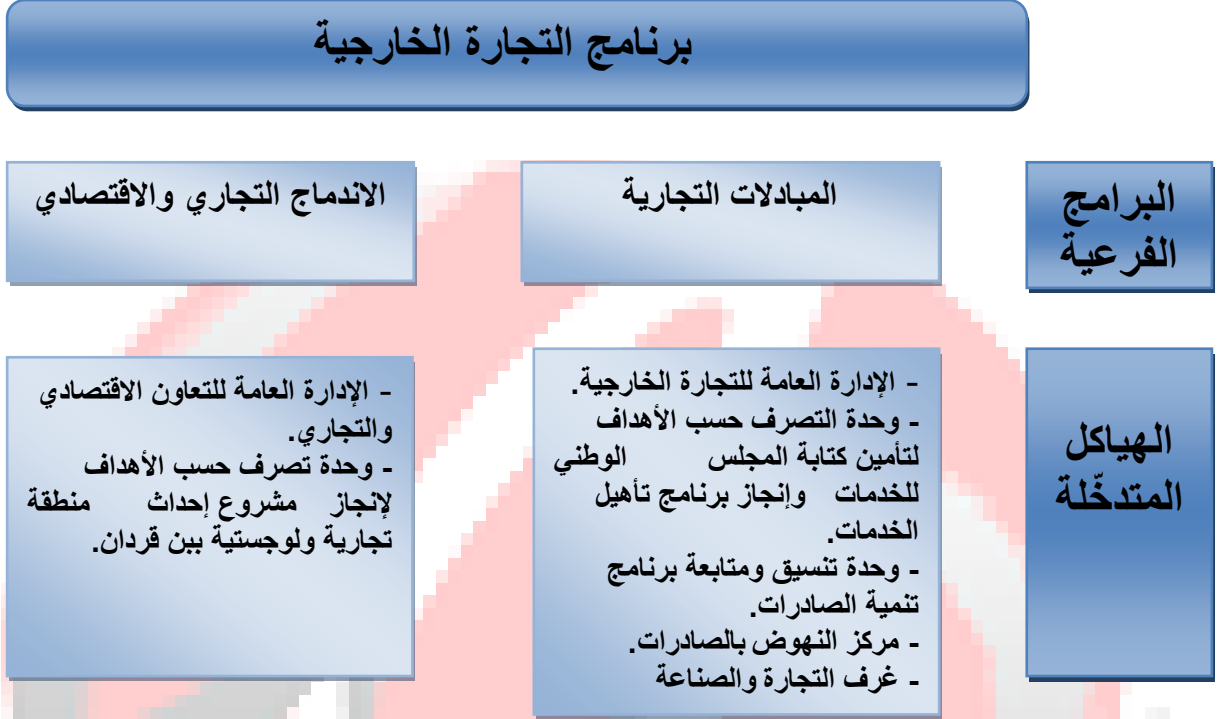 برنامج التجارة الخارجية
البرامج
الفرعية
المبادلات التجارية
الاندماج التجاري والاقتصادي
الهياكل
المتدخّلة
- الإدارة العامة للتجارة الخارجية.
- وحدة التصرف حسب الأهداف
لتأمين كتابة المجلس الوطني
للخدمات وإنجاز برنامج تأهيل
الخدمات.
- وحدة تنسيق ومتابعة برنامج
تنمية الصادرات.
- مركز النهوض بالصادرات.
- غرف التجارة والصناعة
- الإدارة العامة للتعاون الاقتصادي
والتجاري.
- وحدة تصرف حسب الأهداف
لإنجاز مشروع إحداث منطقة
تجارية ولوجستية ببن قردان.